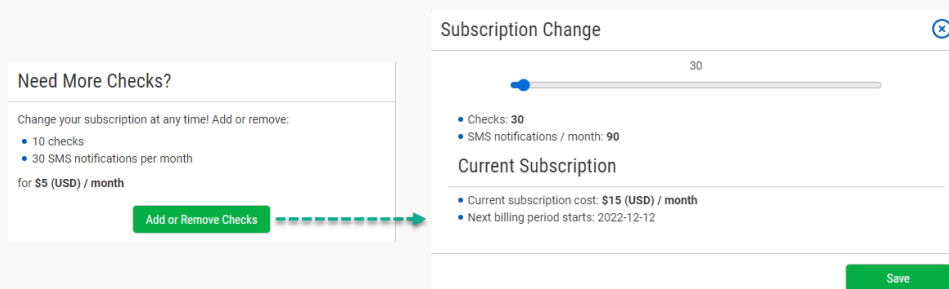 Need More Checks?
Change your subscription at any time! Add or remove:
10 checks
30 SMS notifications per month
for $5 (USD) / month
Add or Remove Checks
Subscription Change
30
Checks: 30
SMS notifications / month: 90
Current Subscription
Current subscription cost: $15 (USD) / month
Next billing period starts: 2022-12-12
Save